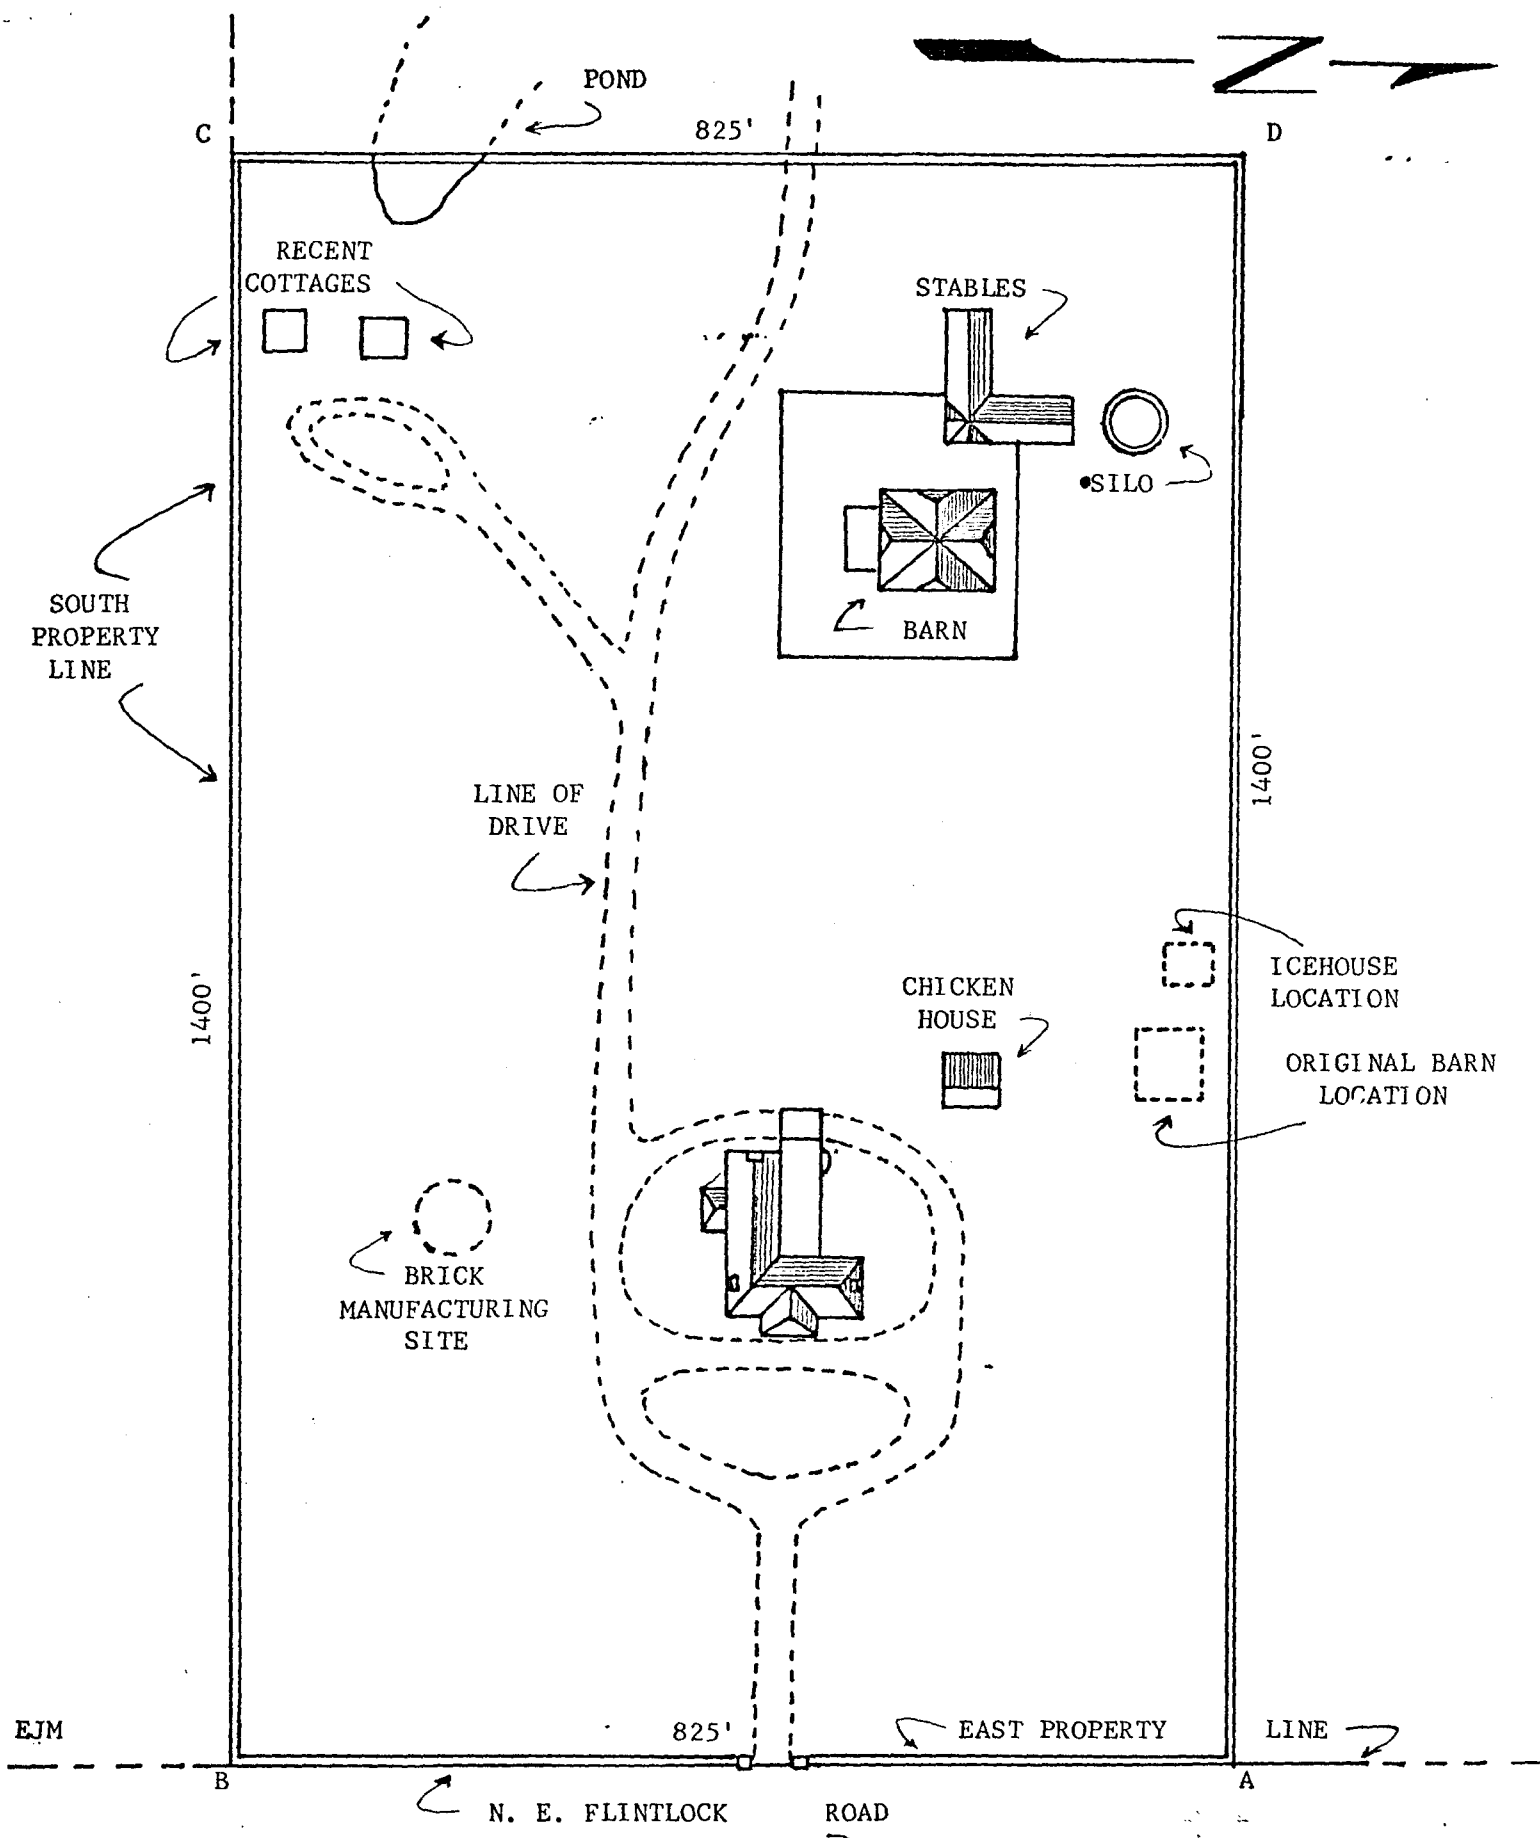 Z
POND
C
825'
D
RECENT
COTTAGES
STABLES
SILO
BARN
SOUTH
PROPERTY
LINE
1400'
LINE OF
DRIVE
ICEHOUSE
LOCATION
CHICKEN
HOUSE
1400'
ORIGINAL BARN
LOCATION
BRICK
MANUFACTURING
SITE
EJM
825'
EAST PROPERTY LINE
B
A
N. E. FLINTLOCK ROAD